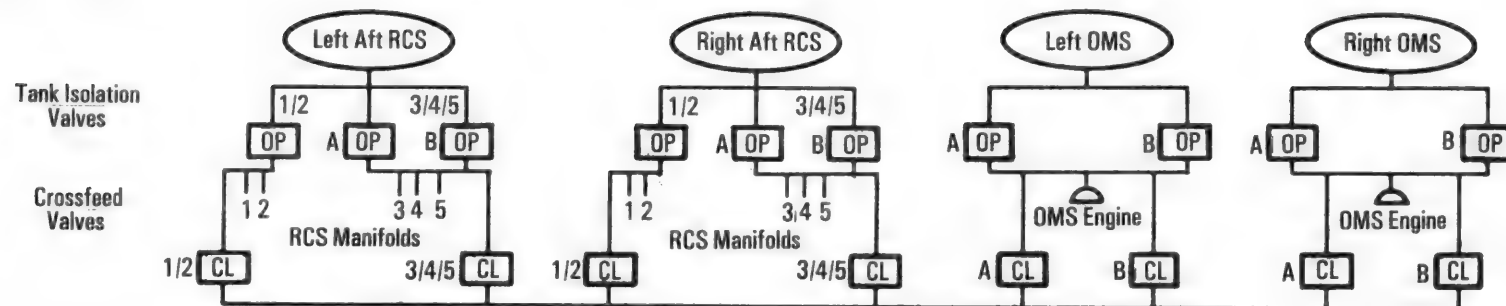 Left Aft RCS Right Aft RCS Left OMS Right OMS
Tank Isolation
Valves
1/2 3/4/5 1/2 3/4/5
OP A OP B OP OP A OP B OP A OP B OP A OP B OP
Crossfeed
Valves
1 2 3 4 5 1 2 3 4 5
OMS Engine OMS Engine
RCS Manifolds RCS Manifolds
1/2 CL 3/4/5 CL 1/2 CL 3/4/5 CL A CL B CL A CL B CL